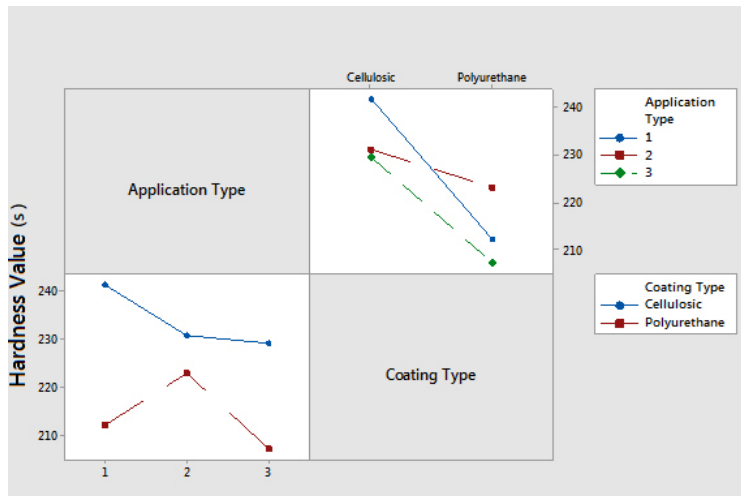 Cellulosic Polyurethane
Application Type
240
230
220
210
Application
Type
1
2
3
Hardness Value (s)
240
230
220
210
Coating Type
Coating Type
Cellulosic
Polyurethane
1 2 3